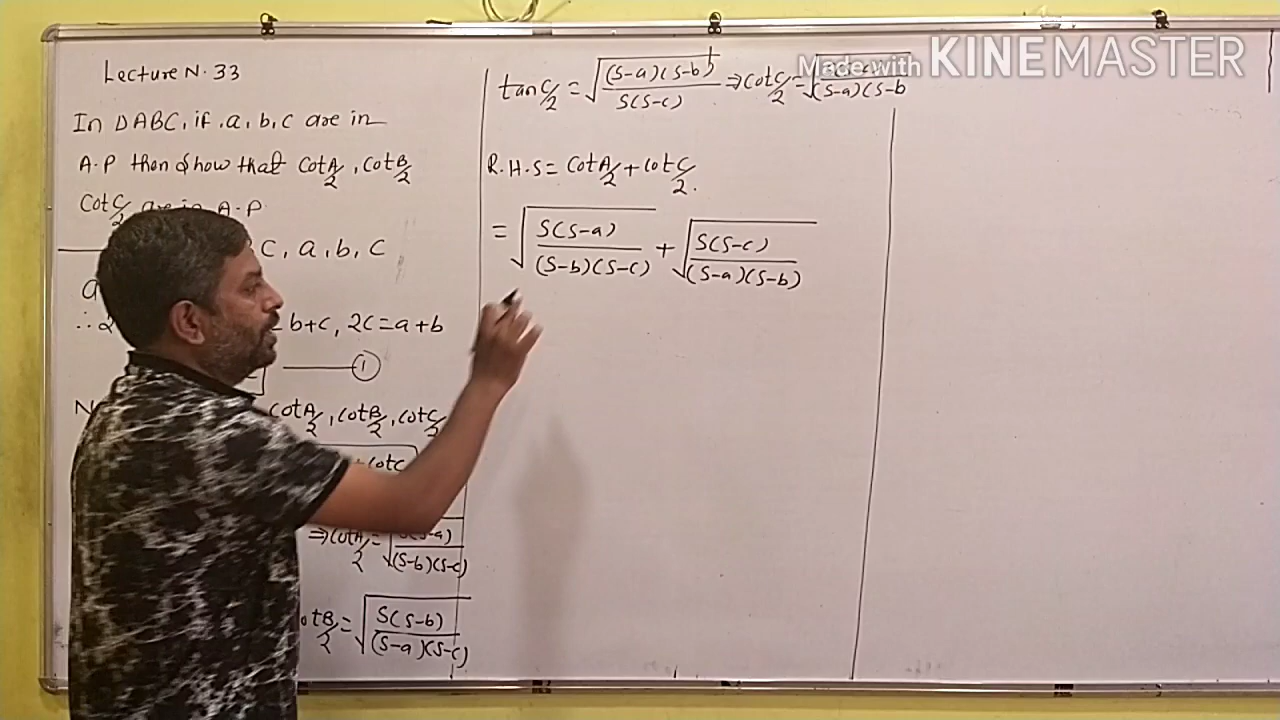 Lecture N. 33
In ΔABC, if, a, b, c are in
A.P then show that Cot A/2, Cot B/2
Cot C/2 are in A.P
C, a, b, c
b+c, 2c=a+b
①
cot A/2, cot B/2, cot C/2
⇒ cot A/2 = √(S(S-a)/(S-b)(S-c))
cot B/2 = √(S(S-b)/(S-a)(S-c))
tan C/2 = √((S-a)(S-b)/S(S-c)) ⇒ cot C/2 = √( /(S-a)(S-b)
R.H.S = Cot A/2 + Cot C/2.
= √(S(S-a)/(S-b)(S-c)) + √(S(S-c)/(S-a)(S-b))
Made with KINEMASTER